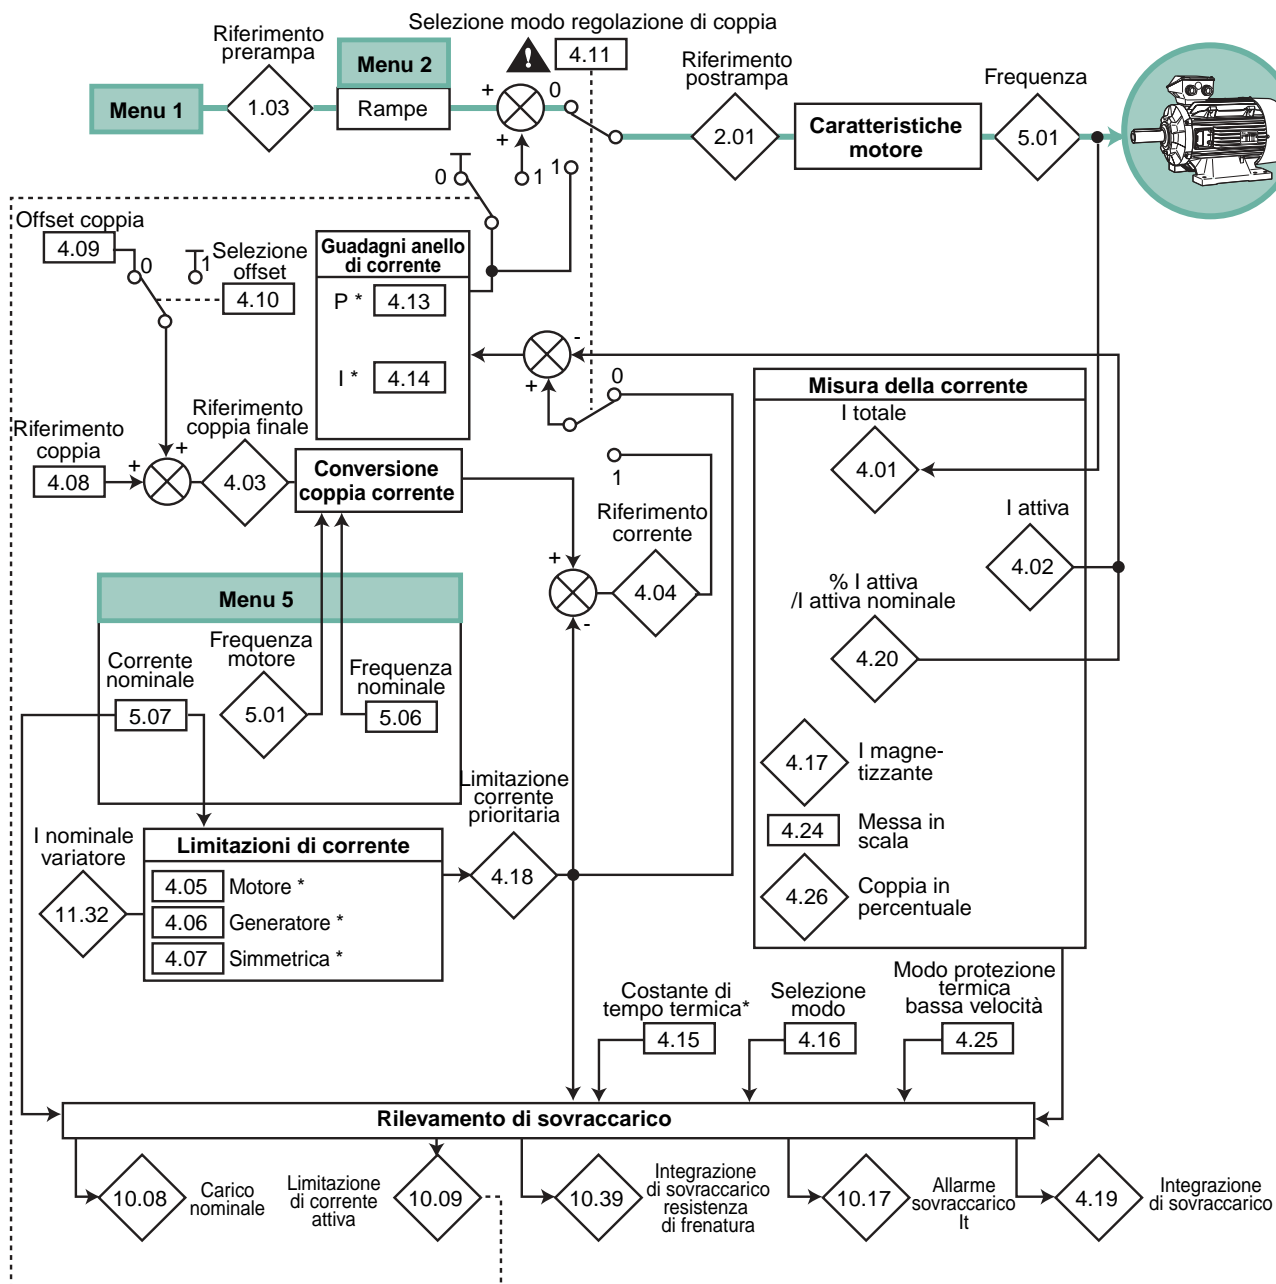 Selezione modo regolazione di coppia
4.11
Riferimento
prerampa
1.03
Menu 1
Menu 2
Rampe
+
+
0
1
1
Riferimento
postrampa
2.01
Caratteristiche
motore
Frequenza
5.01
0
Offset coppia
4.09
0
1
Selezione
offset
4.10
Guadagni anello
di corrente
P *
4.13
I *
4.14
-
+
0
1
Misura della corrente
I totale
4.01
I attiva
4.02
% I attiva
/I attiva nominale
4.20
4.17
I magne-
tizzante
4.24
Messa in
scala
4.26
Coppia in
percentuale
Riferimento
coppia
4.08
+
+
Riferimento
coppia finale
4.03
Conversione
coppia corrente
+
-
Riferimento
corrente
4.04
Menu 5
Corrente
nominale
5.07
Frequenza
motore
5.01
Frequenza
nominale
5.06
I nominale
variatore
11.32
Limitazioni di corrente
4.05 Motore *
4.06 Generatore *
4.07 Simmetrica *
Limitazione
corrente
prioritaria
4.18
Costante di
tempo termica*
4.15
Selezione
modo
4.16
Modo protezione
termica
bassa velocità
4.25
Rilevamento di sovraccarico
10.08
Carico
nominale
Limitazione
di corrente
attiva
10.09
10.39
Integrazione
di sovraccarico
resistenza
di frenatura
10.17
Allarme
sovraccarico
It
4.19
Integrazione
di sovraccarico